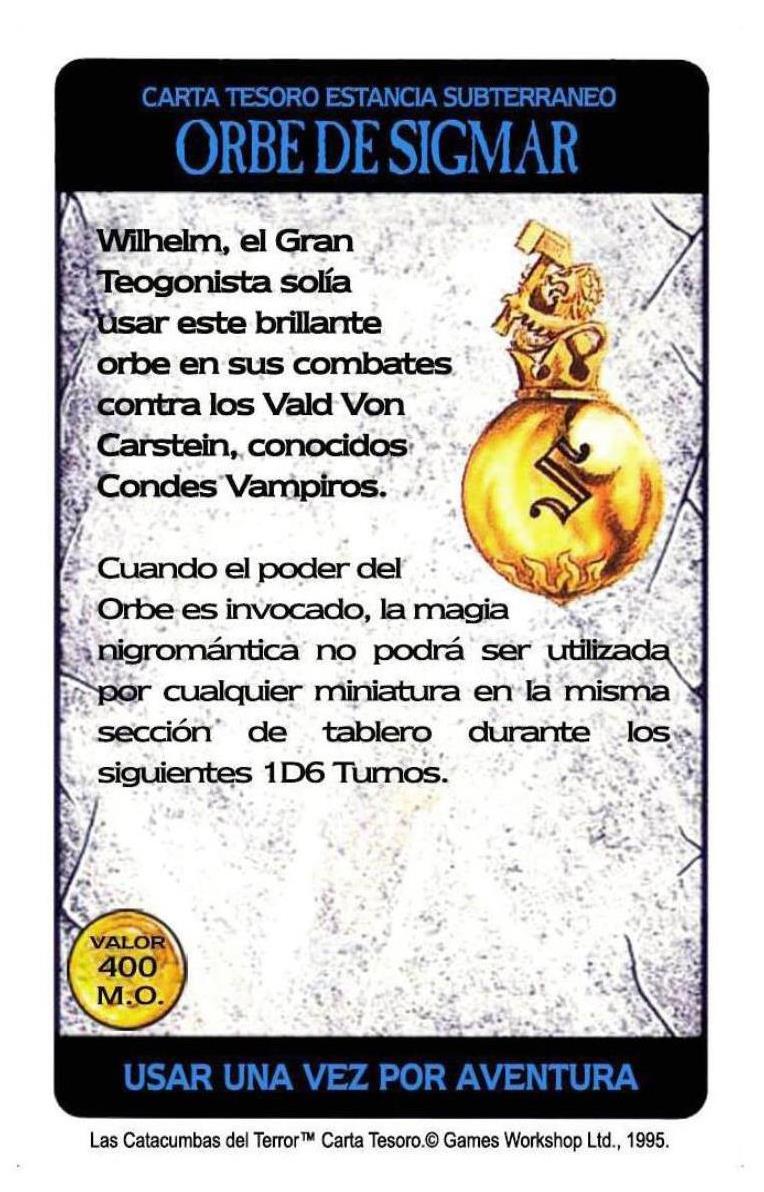 CARTA TESORO ESTANCIA SUBTERRANEO
ORBE DE SIGMAR
Wilhelm, el Gran
Teogonista solía
usar este brillante
orbe en sus combates
contra los Vald Von
Carstein, conocidos
Condes Vampiros.
Cuando el poder del
Orbe es invocado, la magia
nigromántica no podrá ser utilizada
por cualquier miniatura en la misma
sección de tablero durante los
siguientes 1D6 Turnos.
VALOR
400
M.O.
USAR UNA VEZ POR AVENTURA
Las Catacumbas del Terror™ Carta Tesoro.© Games Workshop Ltd., 1995.